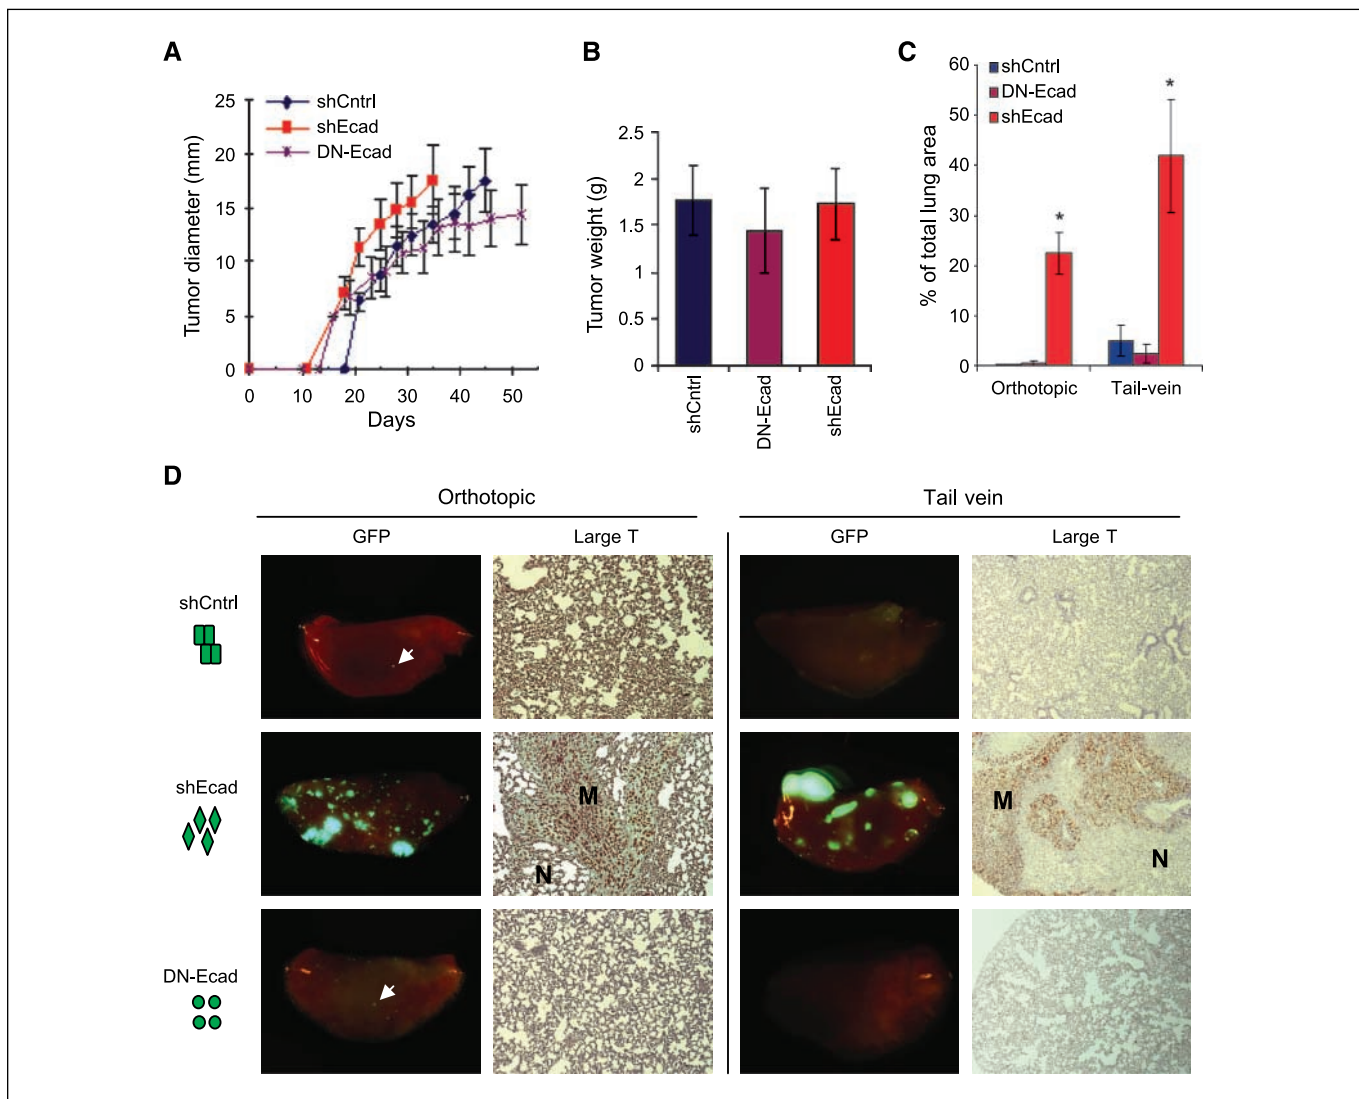 A
shCntrl
shEcad
DN-Ecad
Tumor diameter (mm)
25
20
15
10
5
0
0 10 20 30 40 50
Days
B
Tumor weight (g)
2.5
2
1.5
1
0.5
0
shCntrl
DN-Ecad
shEcad
C
shCntrl
DN-Ecad
shEcad
% of total lung area
60
50
40
30
20
10
0
*
*
Orthotopic Tail-vein
D
Orthotopic Tail vein
GFP Large T GFP Large T
shCntrl
shEcad
M
N
M
N
DN-Ecad